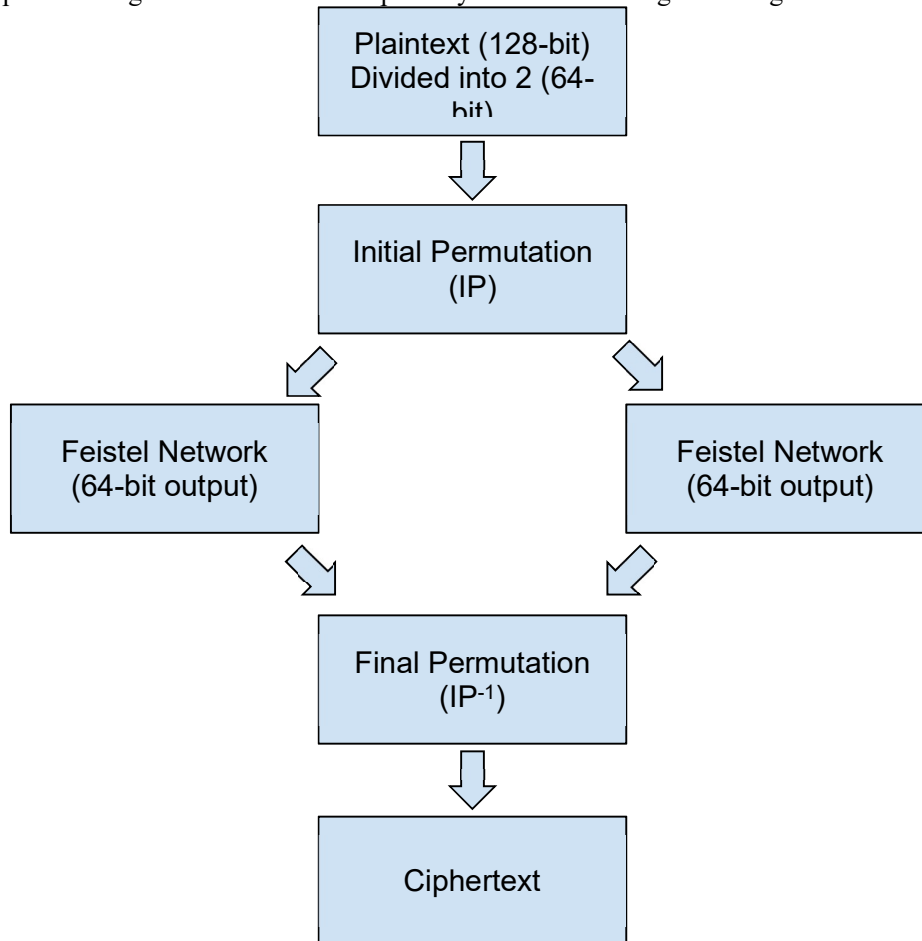 Plaintext (128-bit)
Divided into 2 (64-
bit)
Initial Permutation
(IP)
Feistel Network
(64-bit output)
Feistel Network
(64-bit output)
Final Permutation
(IP-1)
Ciphertext